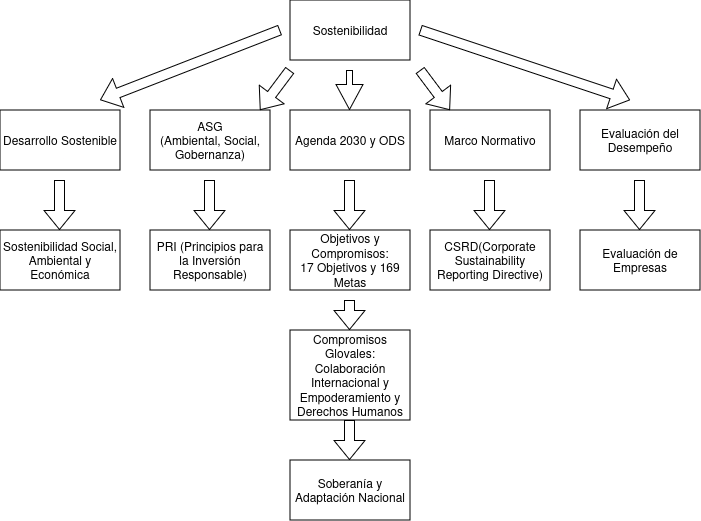 Sostenibilidad
Desarrollo Sostenible
ASG
(Ambiental, Social,
Gobernanza)
Agenda 2030 y ODS
Marco Normativo
Evaluación del
Desempeño
Sostenibilidad Social,
Ambiental y
Económica
PRI (Principios para
la Inversión
Responsable)
Objetivos y
Compromisos:
17 Objetivos y 169
Metas
CSRD(Corporate
Sustainability
Reporting Directive)
Evaluación de
Empresas
Compromisos
Glovales:
Colaboración
Internacional y
Empoderamiento y
Derechos Humanos
Soberanía y
Adaptación Nacional